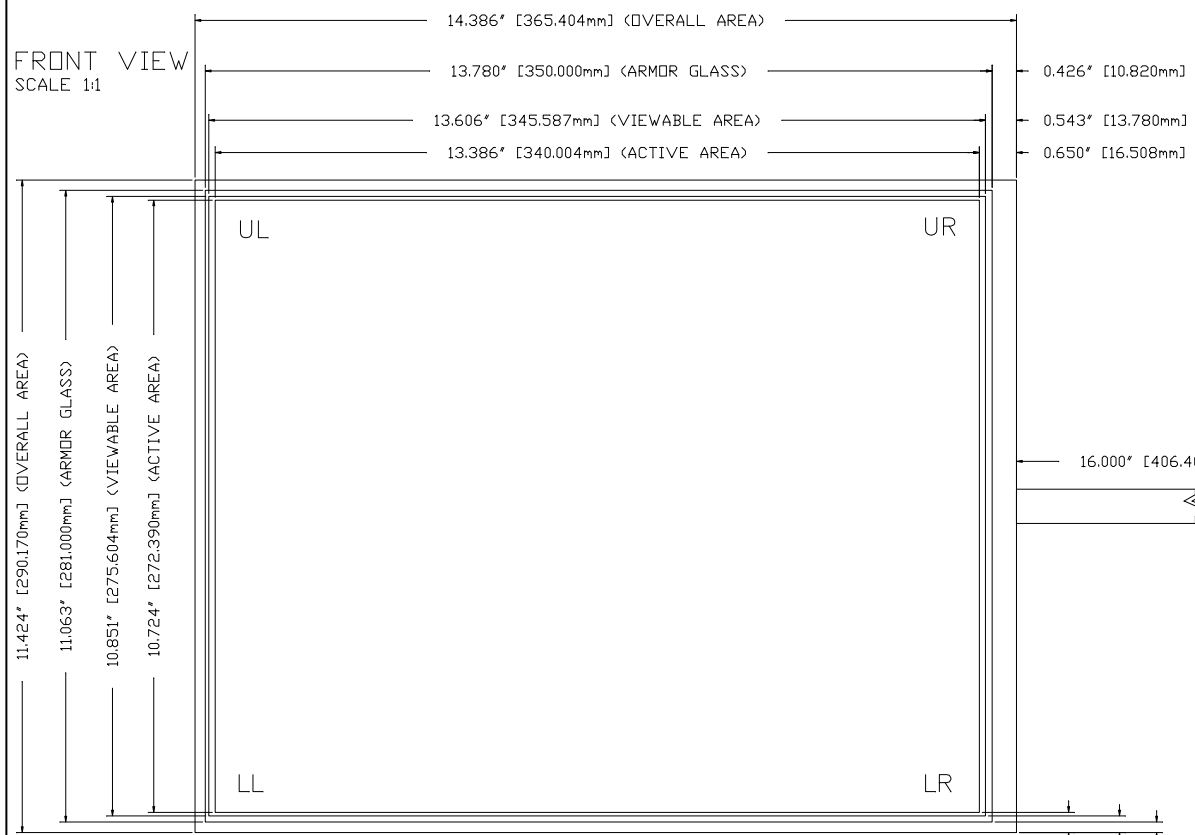 14.386" [365.404mm] (OVERALL AREA)
FRONT VIEW
SCALE 1:1
13.780" [350.000mm] (ARMOR GLASS)
0.426" [10.820mm]
13.606" [345.587mm] (VIEWABLE AREA)
0.543" [13.780mm]
13.386" [340.004mm] (ACTIVE AREA)
0.650" [16.508mm]
UL
UR
11.424" [290.170mm] (OVERALL AREA)
11.063" [281.000mm] (ARMOR GLASS)
10.851" [275.604mm] (VIEWABLE AREA)
10.724" [272.390mm] (ACTIVE AREA)
16.000"
LL
LR